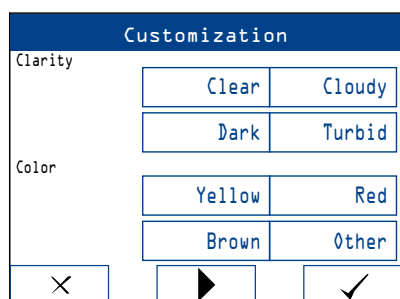 Customization
Clarity
Clear Cloudy
Dark Turbid
Color
Yellow Red
Brown Other